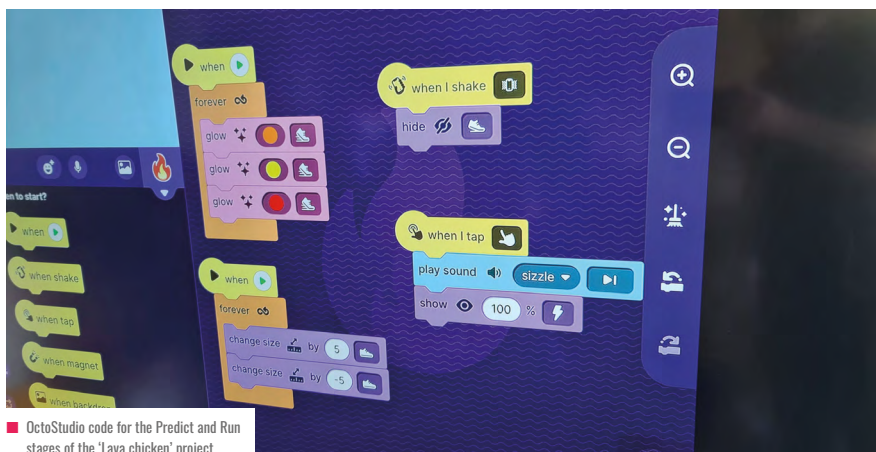 when
forever
glow
glow
glow
when
forever
change size by 5
change size by -5
when I shake
hide
when I tap
play sound sizzle
show 100 %
en to start?
when
when shake
when tap
when magnet
when backdrop
OctoStudio code for the Predict and Run
stages of the ‘Lava chicken’ project